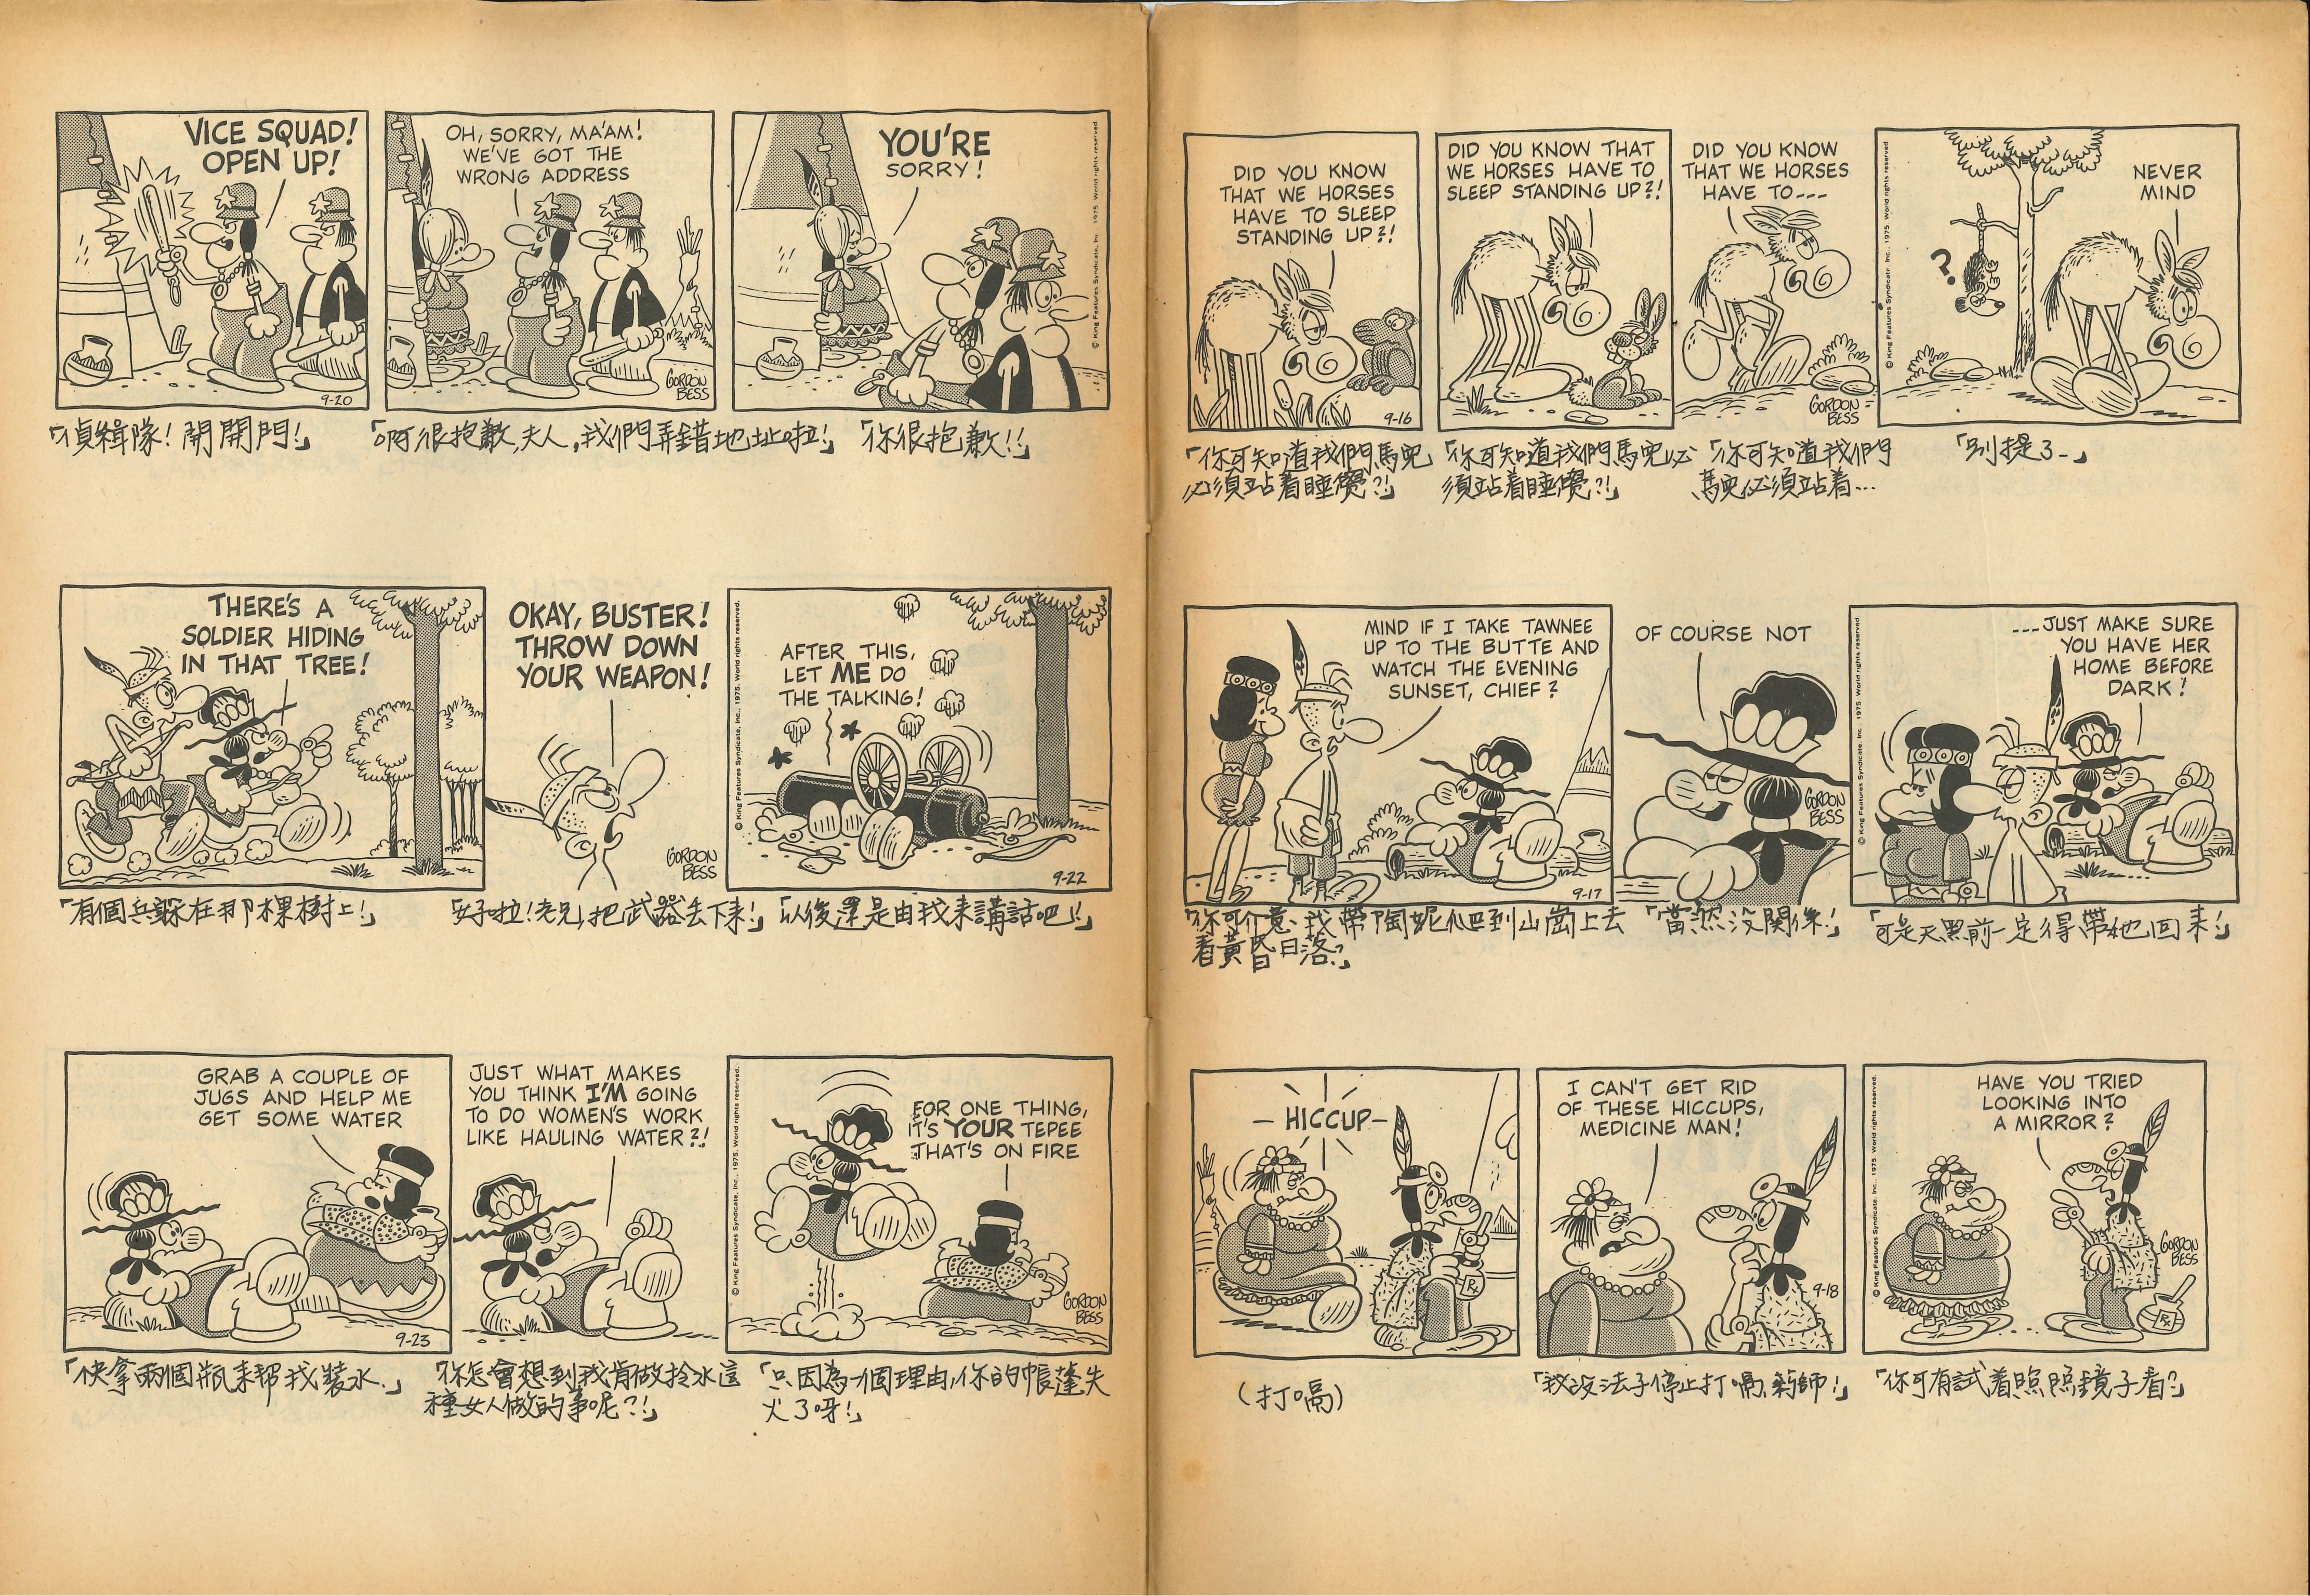 VICE SQUAD!
OPEN UP!
9-20
OH, SORRY, MA'AM!
WE'VE GOT THE
WRONG ADDRESS
GORDON
BESS
YOU'RE
SORRY!
© King Features Syndicate, Inc. 1975. World rights reserved.
「偵緝隊!開開門!」
「啊很抱歉,夫人,我們弄錯地址啦!」
「你很抱歉!!」
THERE'S A
SOLDIER HIDING
IN THAT TREE!
OKAY, BUSTER!
THROW DOWN
YOUR WEAPON!
GORDON
BESS
© King Features Syndicate, Inc., 1975. World rights reserved.
AFTER THIS,
LET ME DO
THE TALKING!
9-22
「有個兵躲在那棵樹上!」
「好啦!老兄!把武器丟下來!」
「以後還是由我來講話吧!」
GRAB A COUPLE OF
JUGS AND HELP ME
GET SOME WATER
9-23
JUST WHAT MAKES
YOU THINK I'M GOING
TO DO WOMEN'S WORK
LIKE HAULING WATER?!
© King Features Syndicate, Inc., 1975. World rights reserved.
FOR ONE THING,
IT'S YOUR TEPEE
THAT'S ON FIRE
GORDON
BESS
「快拿兩個瓶來幫我裝水.」
「你怎會想到我肯做拎水這
種女人做的事呢?!」
「只因為一個理由,你的帳篷失
火了呀!」
DID YOU KNOW
THAT WE HORSES
HAVE TO SLEEP
STANDING UP?!
9-16
DID YOU KNOW THAT
WE HORSES HAVE TO
SLEEP STANDING UP?!
DID YOU KNOW
THAT WE HORSES
HAVE TO---
GORDON
BESS
© King Features Syndicate, Inc., 1975. World rights reserved.
?
NEVER
MIND
「你可知道我們馬兒
必須站着睡覺?!」
「你可知道我們馬兒必
須站着睡覺?!」
「你可知道我們
馬兒必須站着...
「別提了-」
MIND IF I TAKE TAWNEE
UP TO THE BUTTE AND
WATCH THE EVENING
SUNSET, CHIEF?
9-17
OF COURSE NOT
GORDON
BESS
© King Features Syndicate, Inc., 1975. World rights reserved.
---JUST MAKE SURE
YOU HAVE HER
HOME BEFORE
DARK!
「你可介意我帶陶妮爬到山崗上去
看黃昏日落?」
「當然沒關係!」
「可是天黑前一定得帶她回來!」
HICCUP
I CAN'T GET RID
OF THESE HICCUPS,
MEDICINE MAN!
9-18
© King Features Syndicate, Inc., 1975. World rights reserved.
HAVE YOU TRIED
LOOKING INTO
A MIRROR?
GORDON
BESS
(打嗝)
「我沒法子停止打嗝,藥師!」
「你可有試着照照鏡子看?」